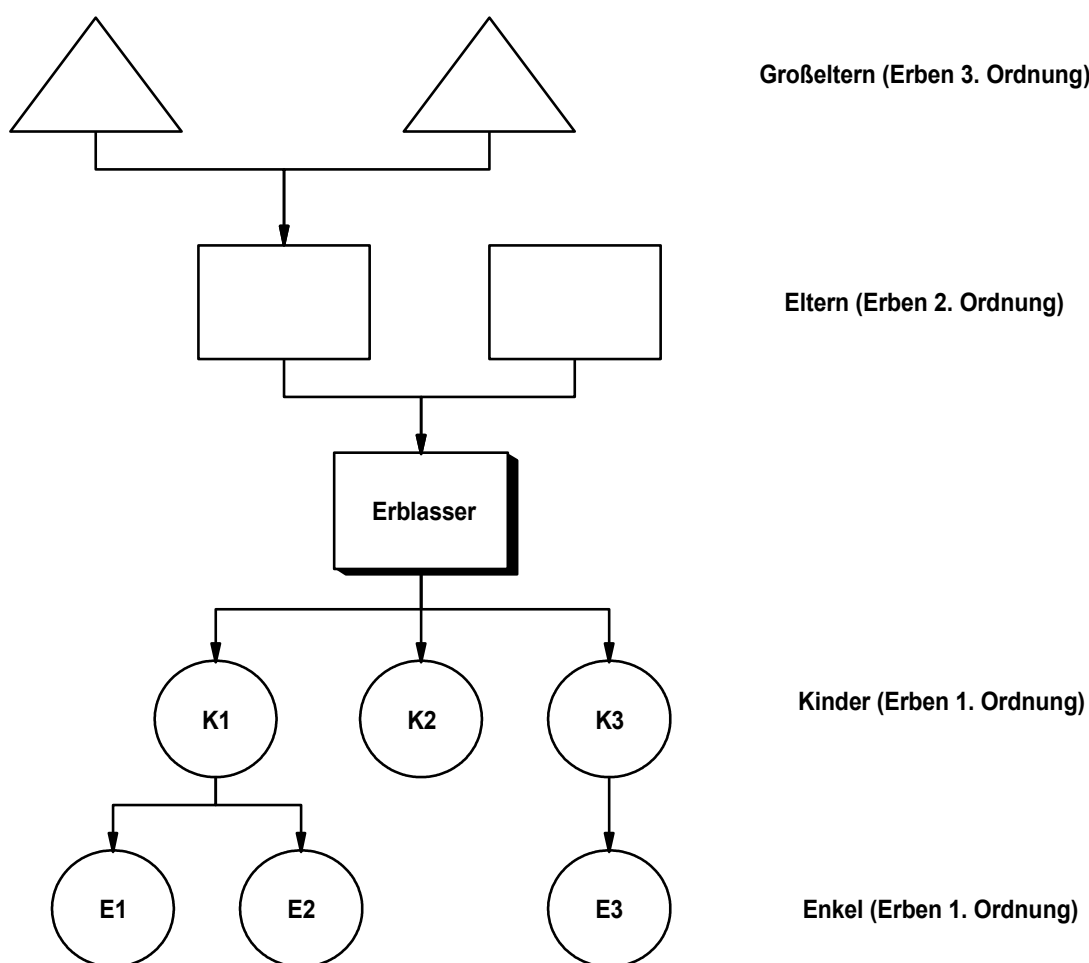 Großeltern (Erben 3. Ordnung)
Eltern (Erben 2. Ordnung)
Erblasser
K1
K2
K3
Kinder (Erben 1. Ordnung)
E1
E2
E3
Enkel (Erben 1. Ordnung)